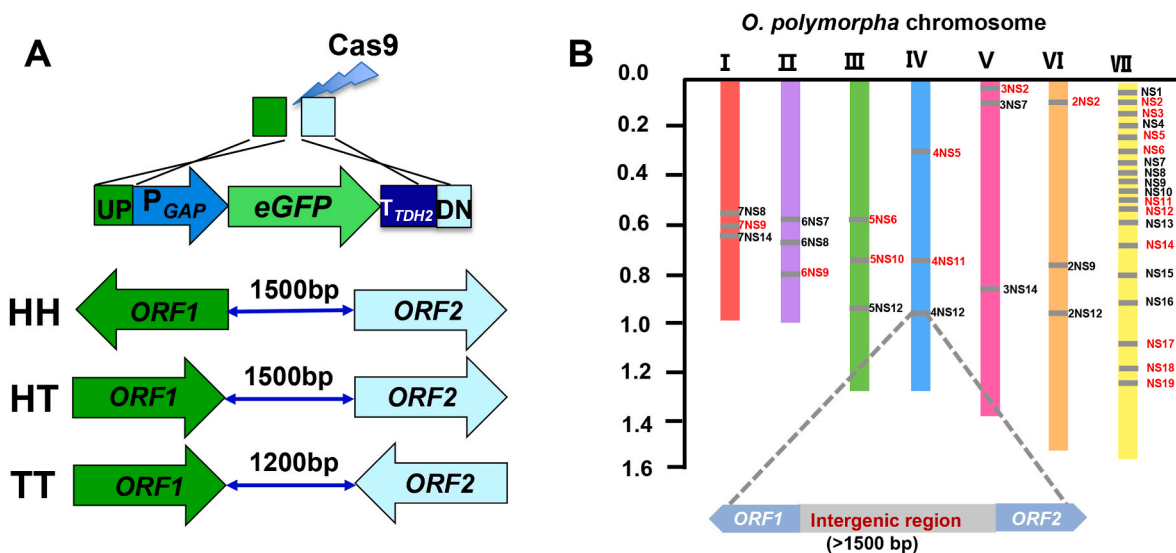 A
Cas9
UP
P GAP
eGFP
T TDH2
DN
HH
ORF1
1500bp
ORF2
HT
ORF1
1500bp
ORF2
TT
ORF1
1200bp
ORF2
B
O. polymorpha chromosome
I II III IV V VI VII
0.0
0.2
0.4
0.6
0.8
1.0
1.2
1.4
1.6
7NS8
7NS9
7NS14
6NS7
6NS8
6NS9
5NS6
5NS10
5NS12
4NS5
4NS11
4NS12
3NS2
3NS7
3NS14
2NS2
2NS9
2NS12
NS1
NS2
NS3
NS4
NS5
NS6
NS7
NS8
NS9
NS10
NS11
NS12
NS13
NS14
NS15
NS16
NS17
NS18
NS19
ORF1 Intergenic region ORF2
(>1500 bp)